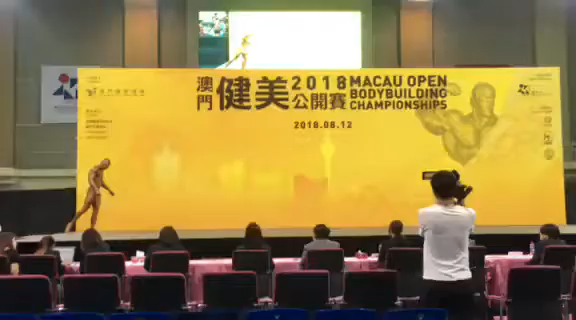 澳門健美公開賽
2018 MACAU OPEN
BODYBUILDING
CHAMPIONSHIPS
2018.08.12